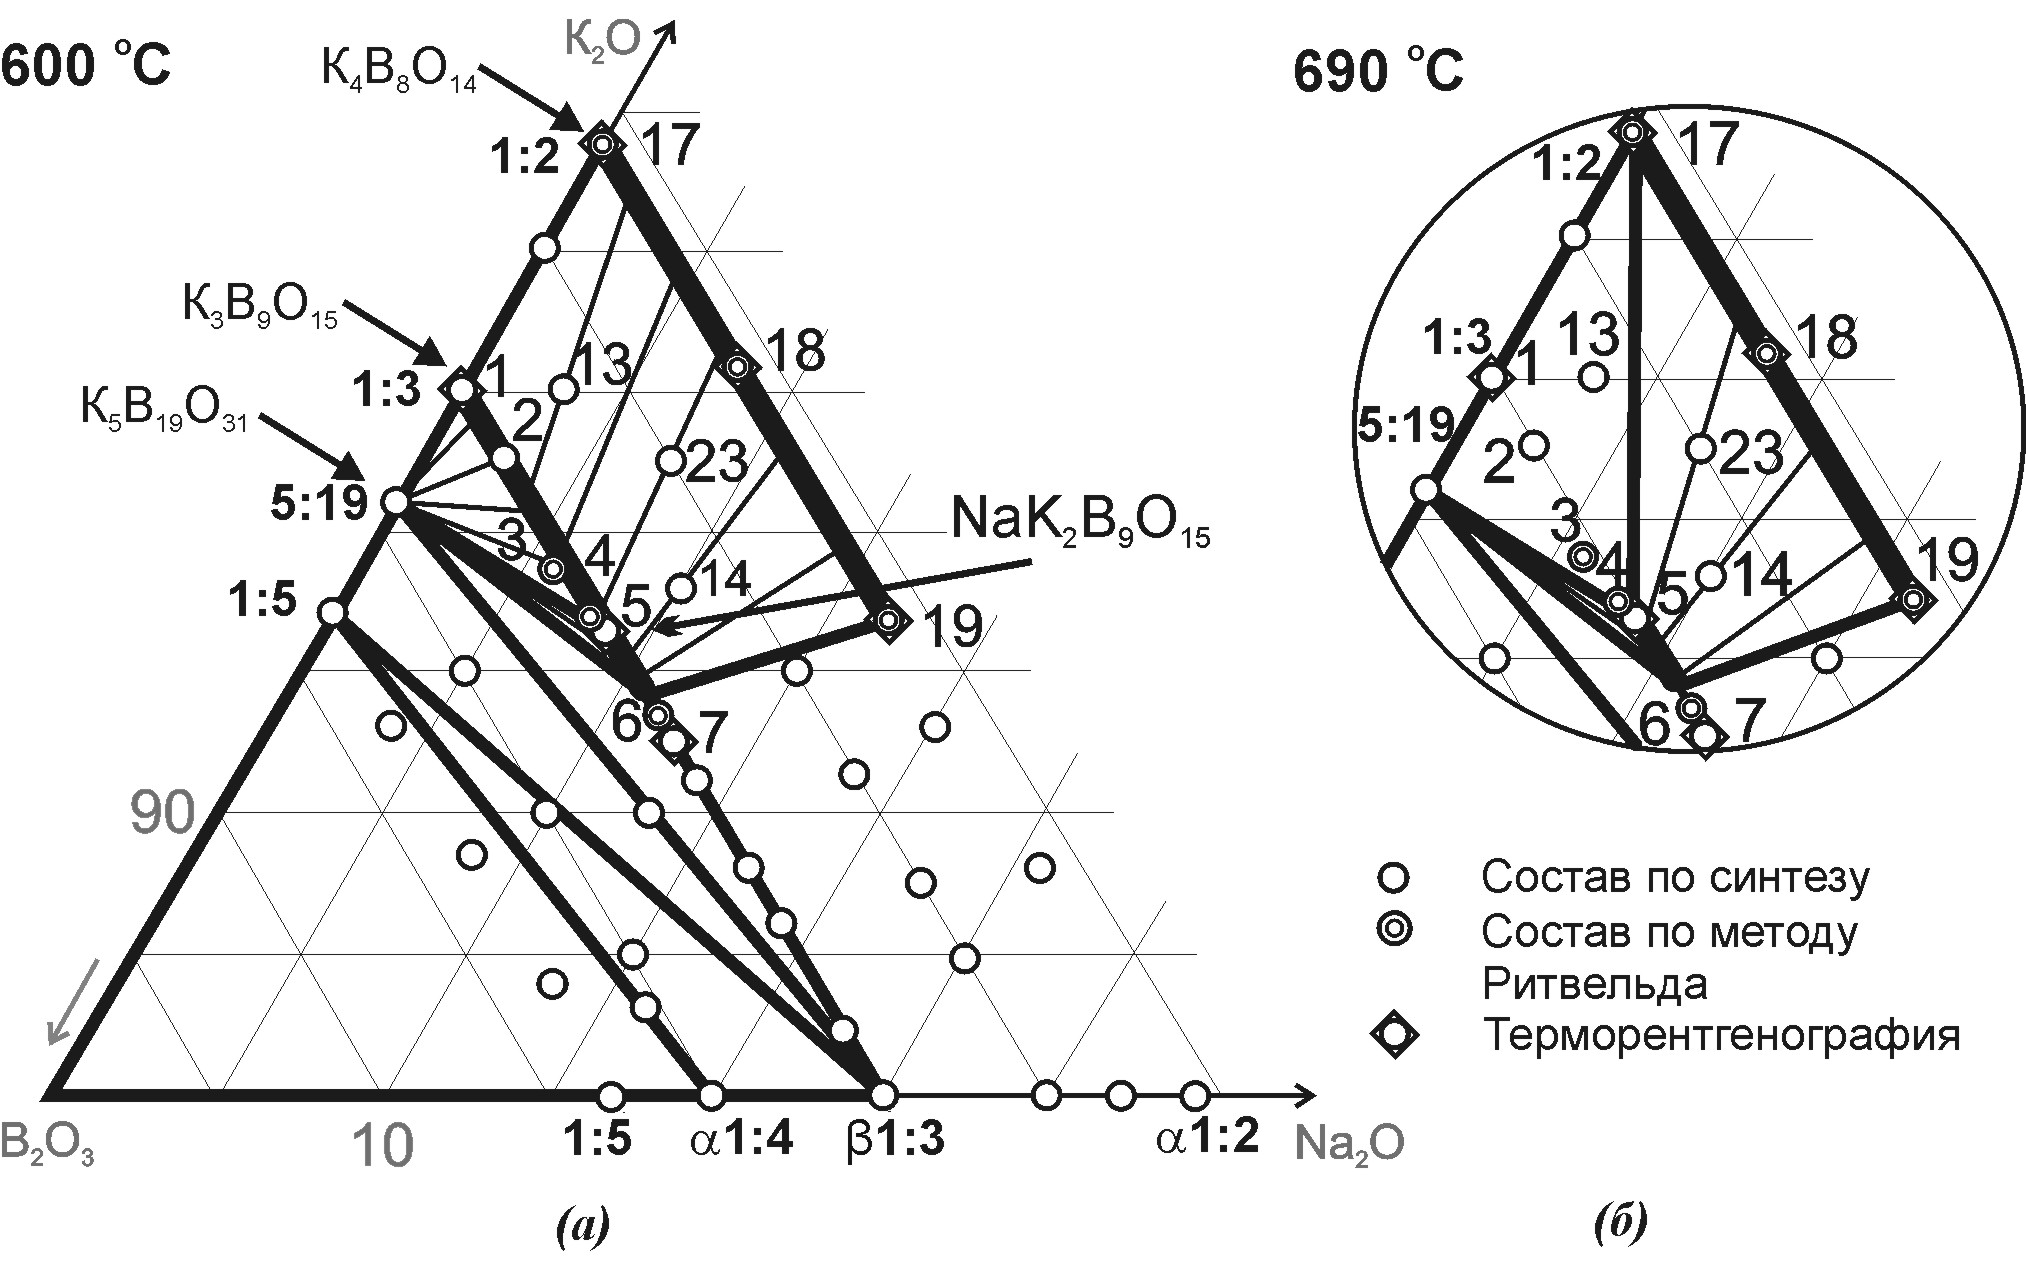 600 °C
K₂O
K₄B₈O₁₄
1:2
17
K₃B₉O₁₅
1:3
1
13
18
K₅B₁₉O₃₁
2
5:19
23
NaK₂B₉O₁₅
3
4
14
1:5
5
19
6
7
90
B₂O₃
10
1:5
α1:4
β1:3
α1:2
Na₂O
(а)
690 °C
17
1:2
13
18
1:3
1
5:19
2
23
3
4
5
14
19
6
7
Состав по синтезу
Состав по методу
Ритвельда
Терморентгенография
(б)